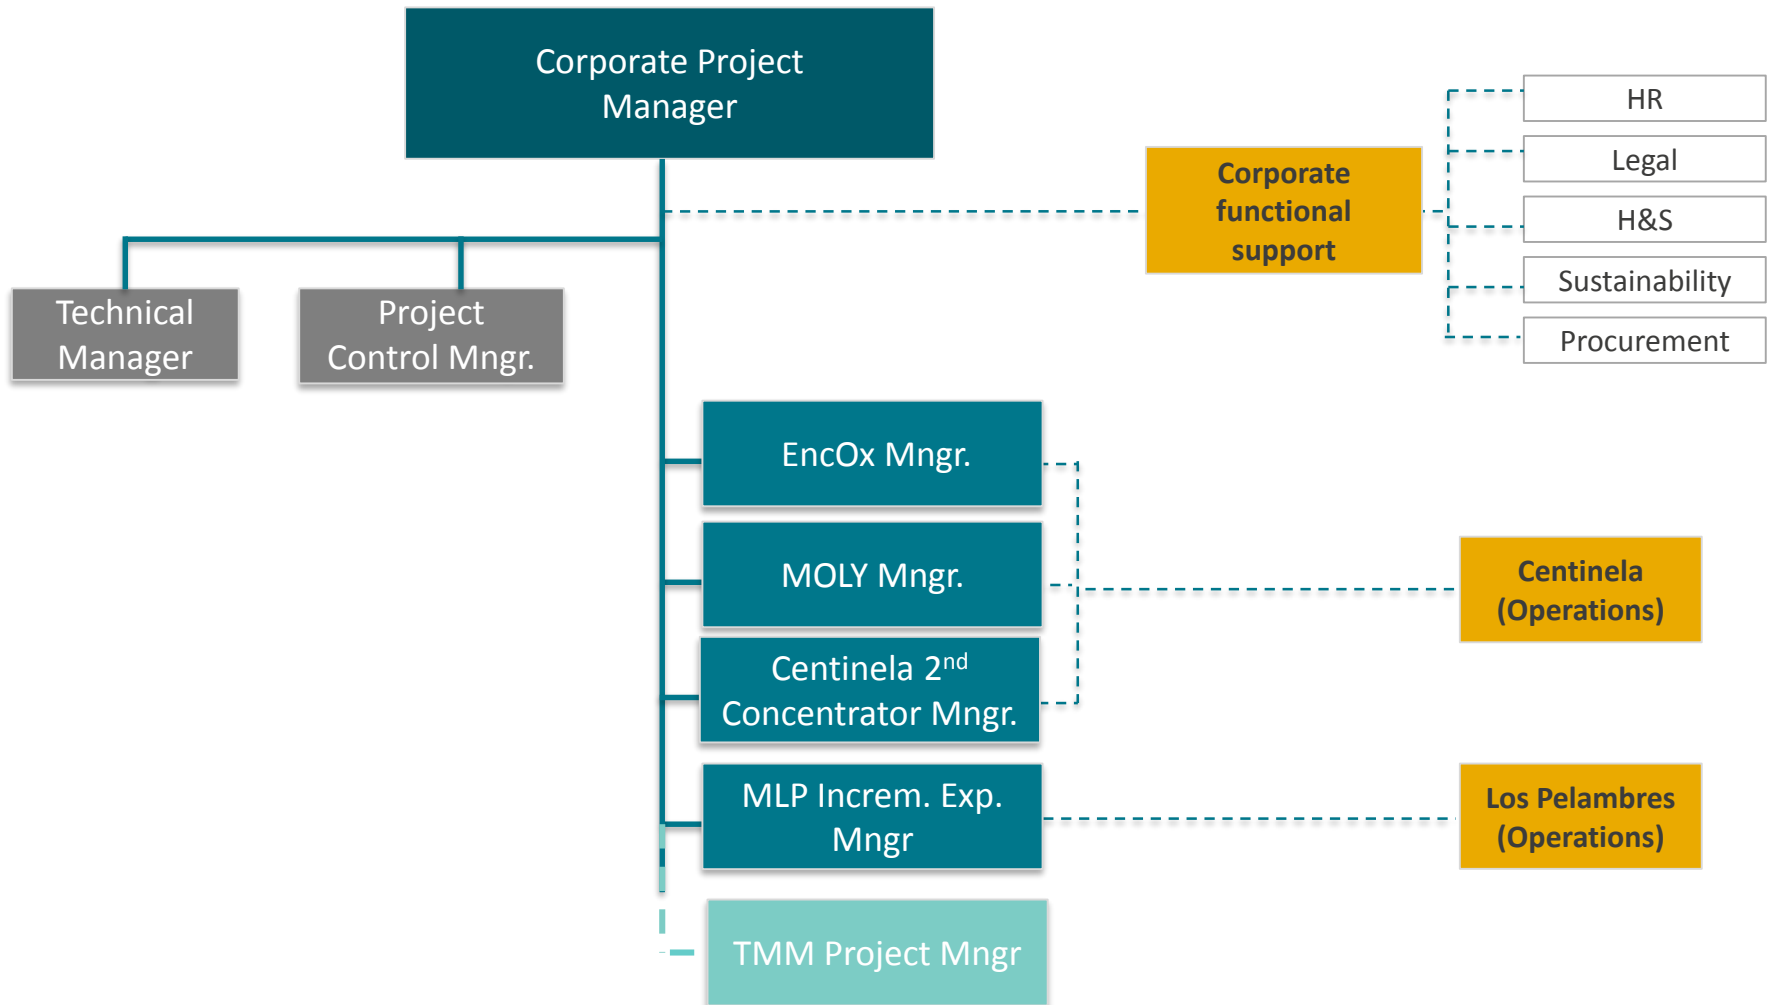 Corporate Project
Manager
HR
Legal
Corporate
functional
support
H&S
Sustainability
Procurement
Technical
Manager
Project
Control Mngr.
EncOx Mngr.
MOLY Mngr.
Centinela
(Operations)
Centinela 2nd
Concentrator Mngr.
MLP Increm. Exp.
Mngr
Los Pelambres
(Operations)
TMM Project Mngr